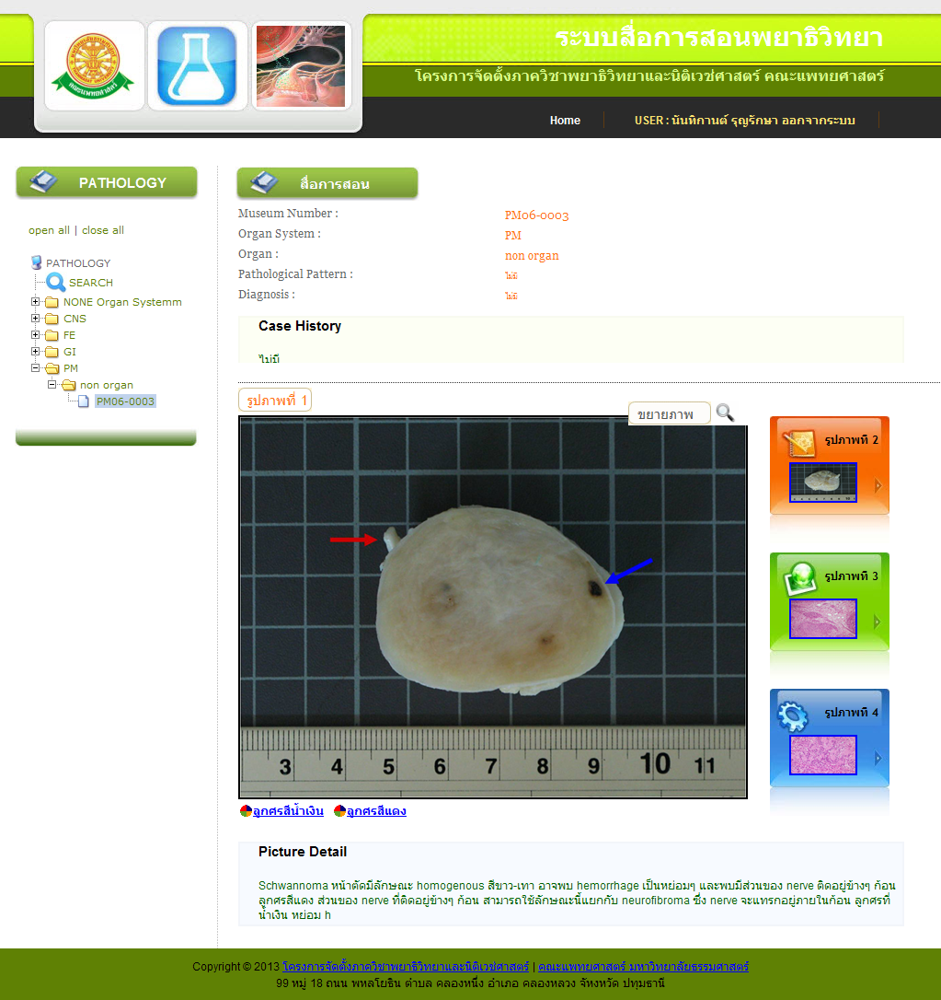 ระบบสื่อการสอนพยาธิวิทยา
โครงการจัดตั้งภาควิชาพยาธิวิทยาและนิติเวชศาสตร์ คณะแพทยศาสตร์
Home
USER : นันทิกานต์ รุญรักษา ออกจากระบบ
PATHOLOGY
open all | close all
PATHOLOGY
SEARCH
NONE Organ Systemm
CNS
FE
GI
PM
non organ
PM06-0003
สื่อการสอน
Museum Number : PM06-0003
Organ System : PM
Organ : non organ
Pathological Pattern : ไม่มี
Diagnosis : ไม่มี
Case History
ไม่มี
รูปภาพที่ 1
ขยายภาพ
3 4 5 6 7 8 9 10 11
รูปภาพที่ 2
รูปภาพที่ 3
รูปภาพที่ 4
ลูกศรสีน้ำเงิน ลูกศรสีแดง
Picture Detail
Schwannoma หน้าตัดมีลักษณะ homogenous สีขาว-เทา อาจพบ hemorrhage เป็นหย่อมๆ และพบมีส่วนของ nerve ติดอยู่ข้างๆ ก้อน
ลูกศรสีแดง ส่วนของ nerve ที่ติดอยู่ข้างๆ ก้อน สามารถใช้ลักษณะนี้แยกกับ neurofibroma ซึ่ง nerve จะแทรกอยู่ภายในก้อน ลูกศรที่
น้ำเงิน หย่อม h
Copyright © 2013 โครงการจัดตั้งภาควิชาพยาธิวิทยาและนิติเวชศาสตร์ | คณะแพทยศาสตร์ มหาวิทยาลัยธรรมศาสตร์
99 หมู่ 18 ถนน พหลโยธิน ตำบล คลองหนึ่ง อำเภอ คลองหลวง จังหงวัด ปทุมธานี